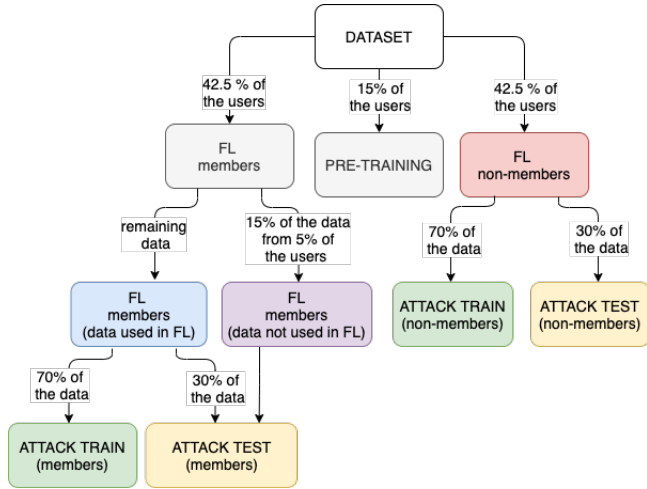 DATASET
42.5 % of
the users
15% of
the users
42.5 % of
the users
FL
members
PRE-TRAINING
FL
non-members
remaining
data
15% of the data
from 5% of
the users
70% of
the data
30% of
the data
FL
members
(data used in FL)
FL
members
(data not used in FL)
ATTACK TRAIN
(non-members)
ATTACK TEST
(non-members)
70% of
the data
30% of
the data
ATTACK TRAIN
(members)
ATTACK TEST
(members)